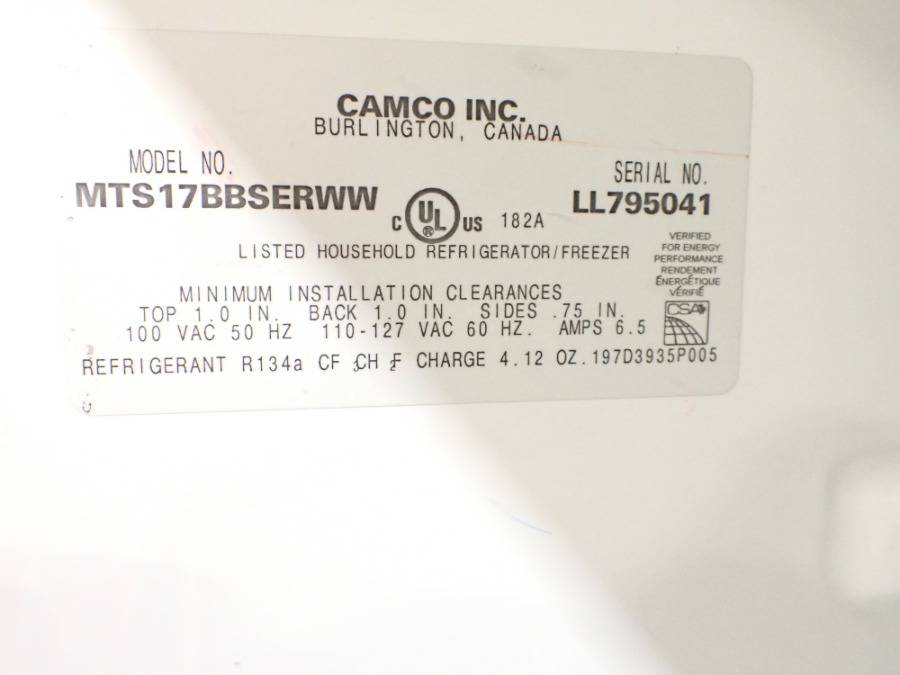 CAMCO INC.
BURLINGTON, CANADA
MODEL NO.
MTS17BBSERWW
SERIAL NO.
LL795041
C UL ® US 182A
LISTED HOUSEHOLD REFRIGERATOR/FREEZER
VERIFIED
FOR ENERGY
PERFORMANCE
RENDEMENT
ÉNERGÉTIQUE
VÉRIFIÉ
CSA
MINIMUM INSTALLATION CLEARANCES
TOP 1.0 IN. BACK 1.0 IN. SIDES .75 IN.
100 VAC 50 HZ 110-127 VAC 60 HZ. AMPS 6.5
REFRIGERANT R134a CF3CH2F CHARGE 4.12 OZ.197D3935P005